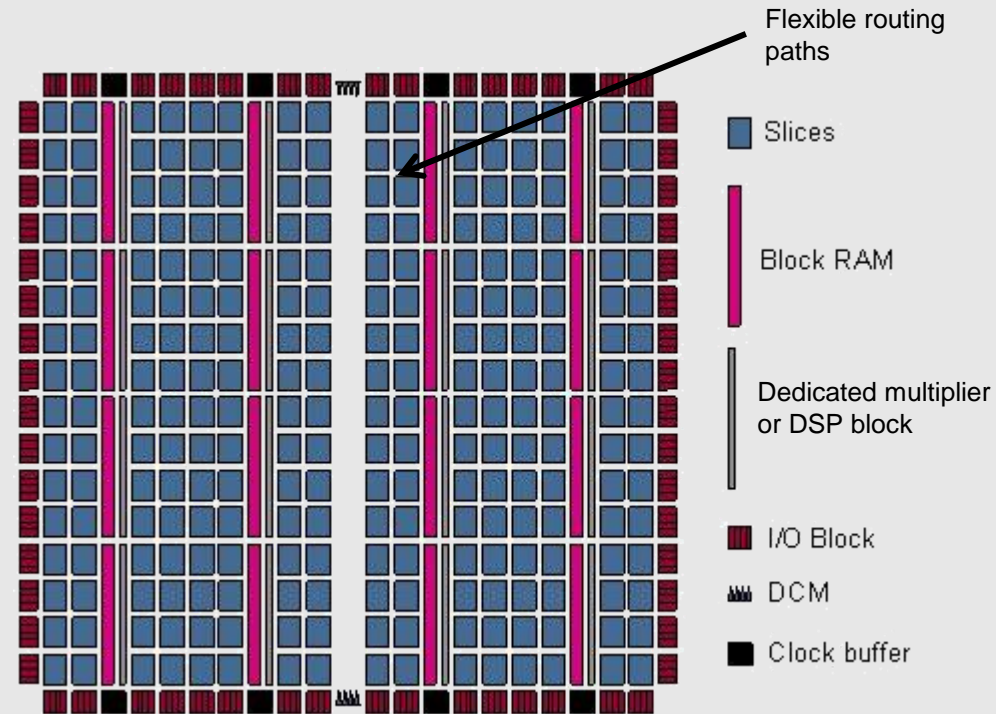 Flexible routing
paths
Slices
Block RAM
Dedicated multiplier
or DSP block
I/O Block
DCM
Clock buffer